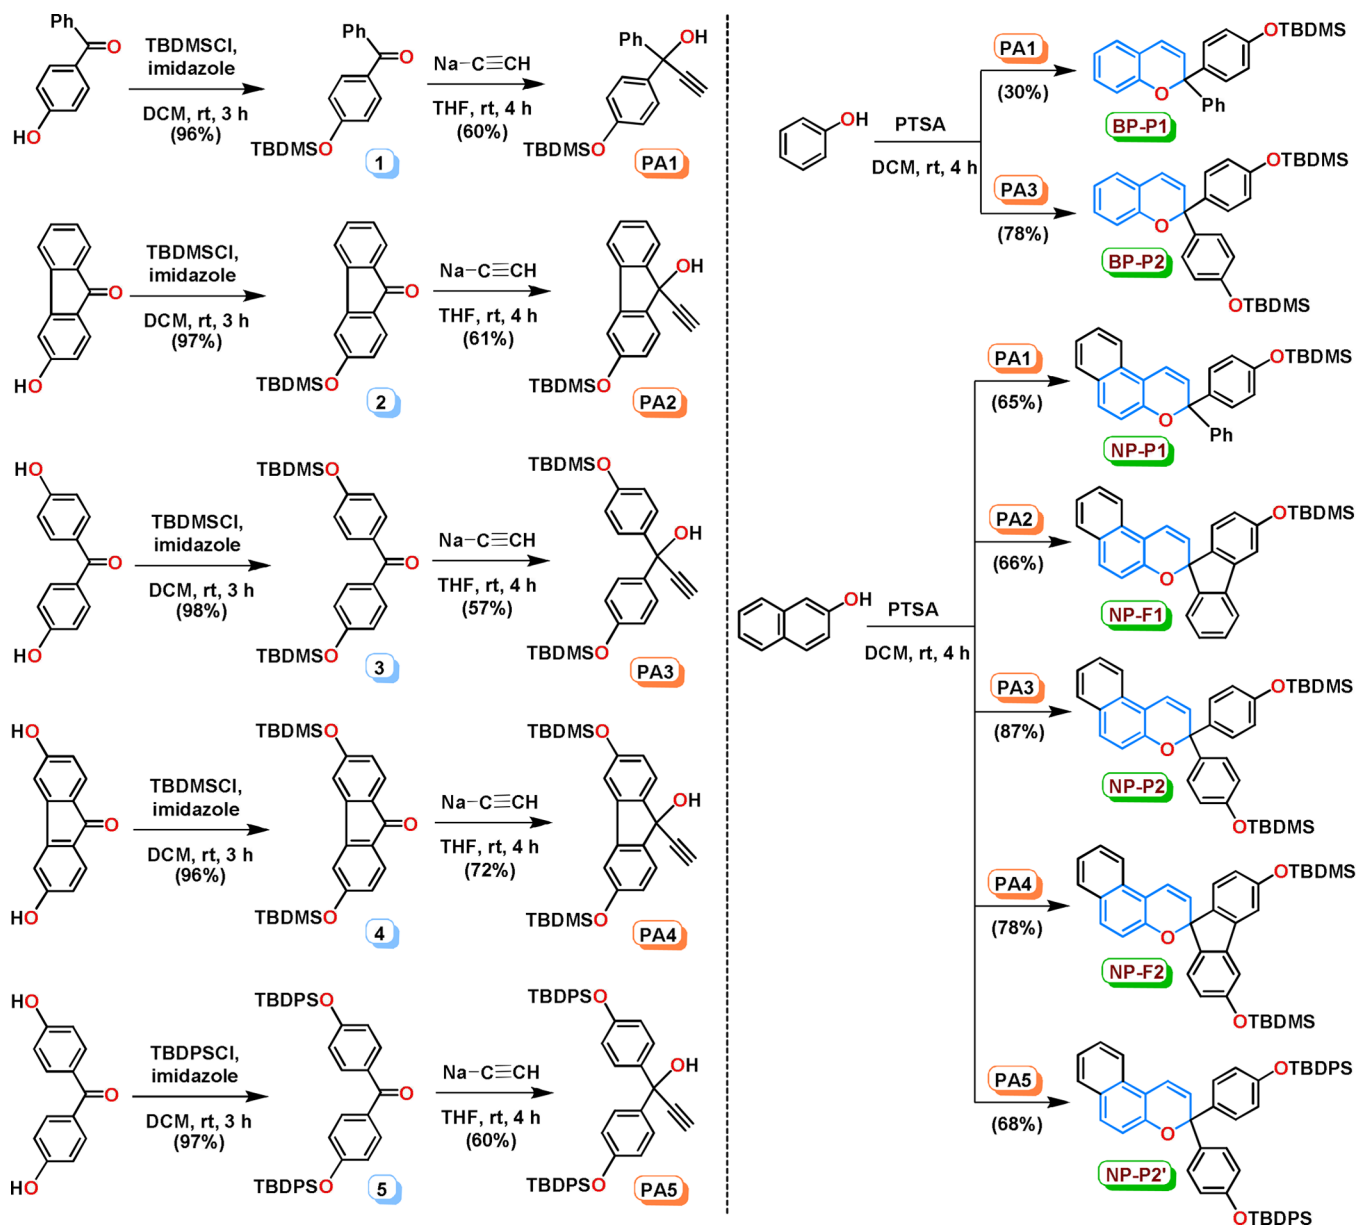 Ph
O
HO
TBDMSCl,
imidazole
DCM, rt, 3 h
(96%)
Ph
O
TBDMSO
1
Na-C≡CH
THF, rt, 4 h
(60%)
Ph
OH
TBDMSO
PA1
O
HO
TBDMSCl,
imidazole
DCM, rt, 3 h
(97%)
O
TBDMSO
2
Na-C≡CH
THF, rt, 4 h
(61%)
OH
TBDMSO
PA2
HO
O
HO
TBDMSCl,
imidazole
DCM, rt, 3 h
(98%)
TBDMSO
O
TBDMSO
3
Na-C≡CH
THF, rt, 4 h
(57%)
TBDMSO
OH
TBDMSO
PA3
HO
O
HO
TBDMSCl,
imidazole
DCM, rt, 3 h
(96%)
TBDMSO
O
TBDMSO
4
Na-C≡CH
THF, rt, 4 h
(72%)
TBDMSO
OH
TBDMSO
PA4
HO
O
HO
TBDPSCl,
imidazole
DCM, rt, 3 h
(97%)
TBDPSO
O
TBDPSO
5
Na-C≡CH
THF, rt, 4 h
(60%)
TBDPSO
OH
TBDPSO
PA5
OH
PTSA
DCM, rt, 4 h
PA1
(30%)
OTBDMS
O
Ph
BP-P1
PA3
(78%)
OTBDMS
O
BP-P2
OTBDMS
OH
PTSA
DCM, rt, 4 h
PA1
(65%)
OTBDMS
O
Ph
NP-P1
PA2
(66%)
OTBDMS
O
NP-F1
PA3
(87%)
OTBDMS
O
NP-P2
OTBDMS
PA4
(78%)
OTBDMS
O
NP-F2
OTBDMS
PA5
(68%)
OTBDPS
O
NP-P2'
OTBDPS